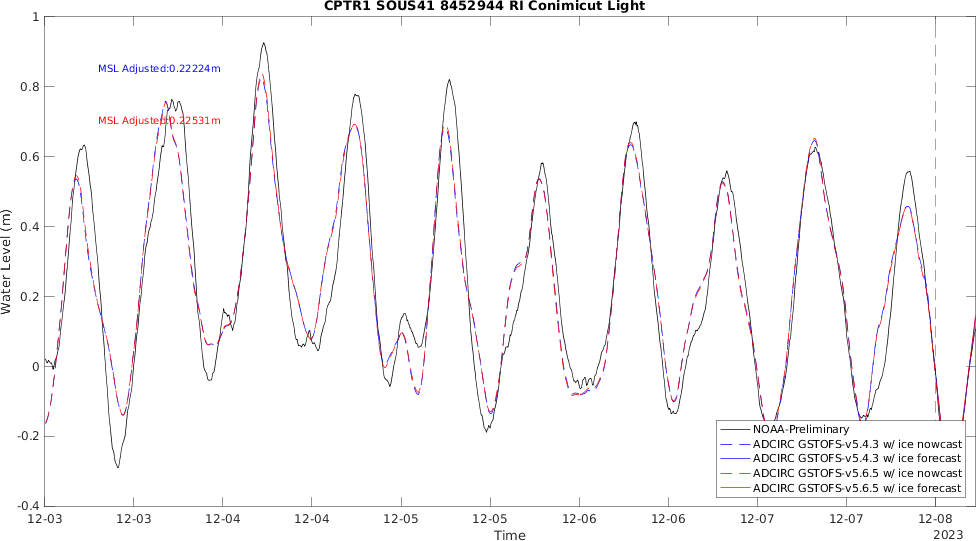 CPTR1 SOUS41 8452944 RI Conimicut Light
1
0.8
0.6
0.4
0.2
0
-0.2
-0.4
Water Level (m)
MSL Adjusted:0.22224m
MSL Adjusted:0.22531m
NOAA-Preliminary
ADCIRC GSTOFS-v5.4.3 w/ ice nowcast
ADCIRC GSTOFS-v5.4.3 w/ ice forecast
ADCIRC GSTOFS-v5.6.5 w/ ice nowcast
ADCIRC GSTOFS-v5.6.5 w/ ice forecast
12-03 12-03 12-04 12-04 12-05 12-05 12-06 12-06 12-07 12-07 12-08
2023
Time